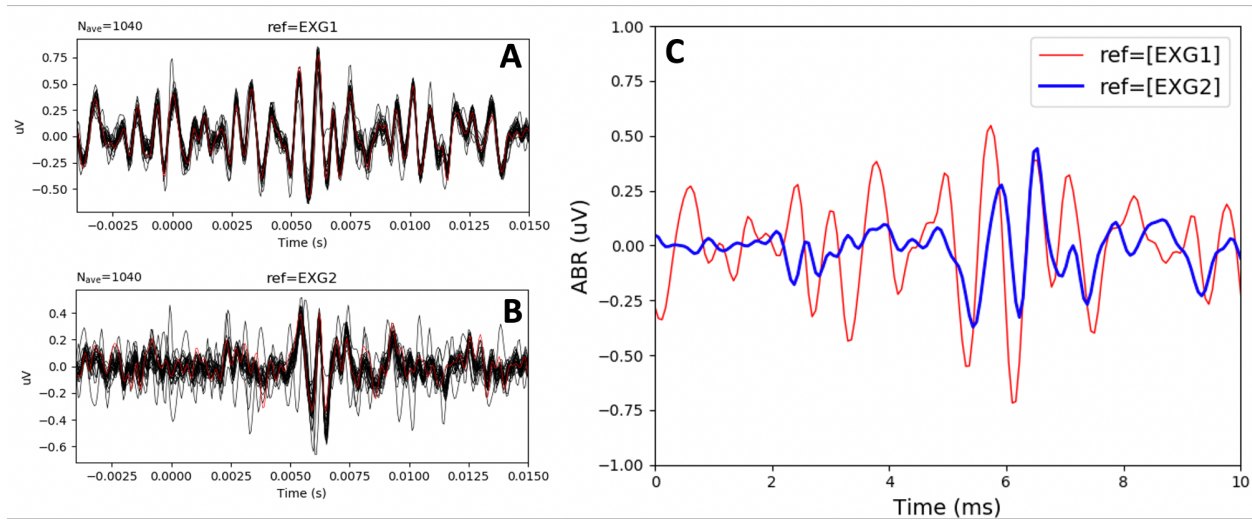 N_ave=1040
ref=EXG1
A
uV
0.75
0.50
0.25
0.00
−0.25
−0.50
−0.0025 0.0000 0.0025 0.0050 0.0075 0.0100 0.0125 0.0150
Time (s)
N_ave=1040
ref=EXG2
B
uV
0.4
0.2
0.0
−0.2
−0.4
−0.6
−0.0025 0.0000 0.0025 0.0050 0.0075 0.0100 0.0125 0.0150
Time (s)
C
ref=[EXG1]
ref=[EXG2]
ABR (uV)
1.00
0.75
0.50
0.25
0.00
−0.25
−0.50
−0.75
−1.00
0 2 4 6 8 10
Time (ms)